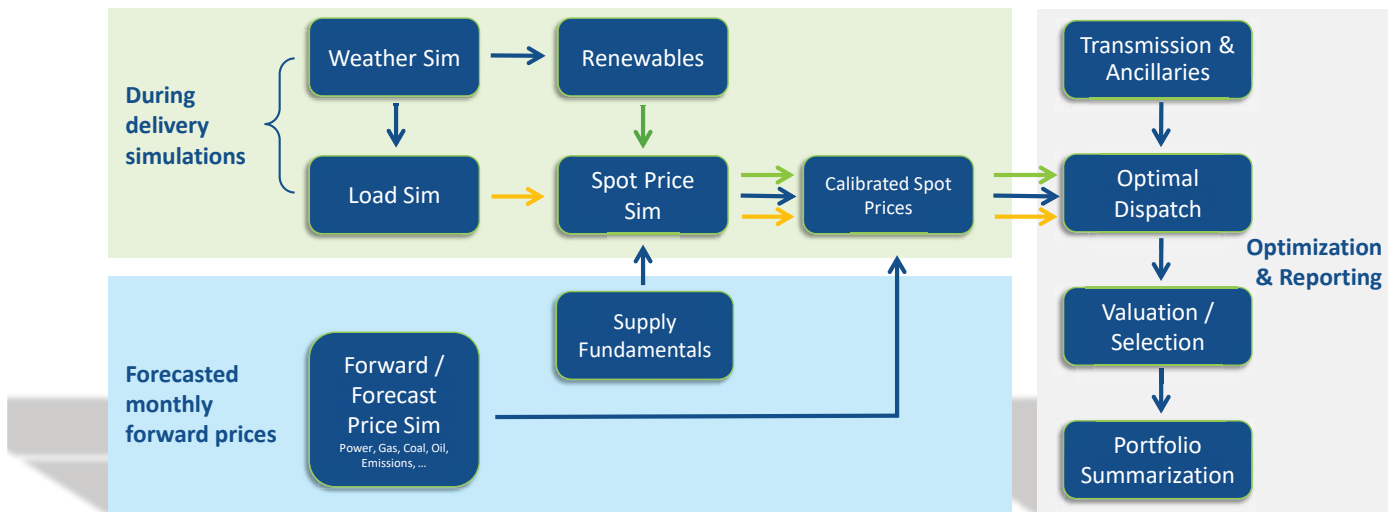 During
delivery
simulations
Weather Sim
Renewables
Load Sim
Spot Price
Sim
Calibrated Spot
Prices
Forecasted
monthly
forward prices
Forward /
Forecast
Price Sim
Power, Gas, Coal, Oil,
Emissions, ...
Supply
Fundamentals
Transmission &
Ancillaries
Optimal
Dispatch
Optimization
& Reporting
Valuation /
Selection
Portfolio
Summarization